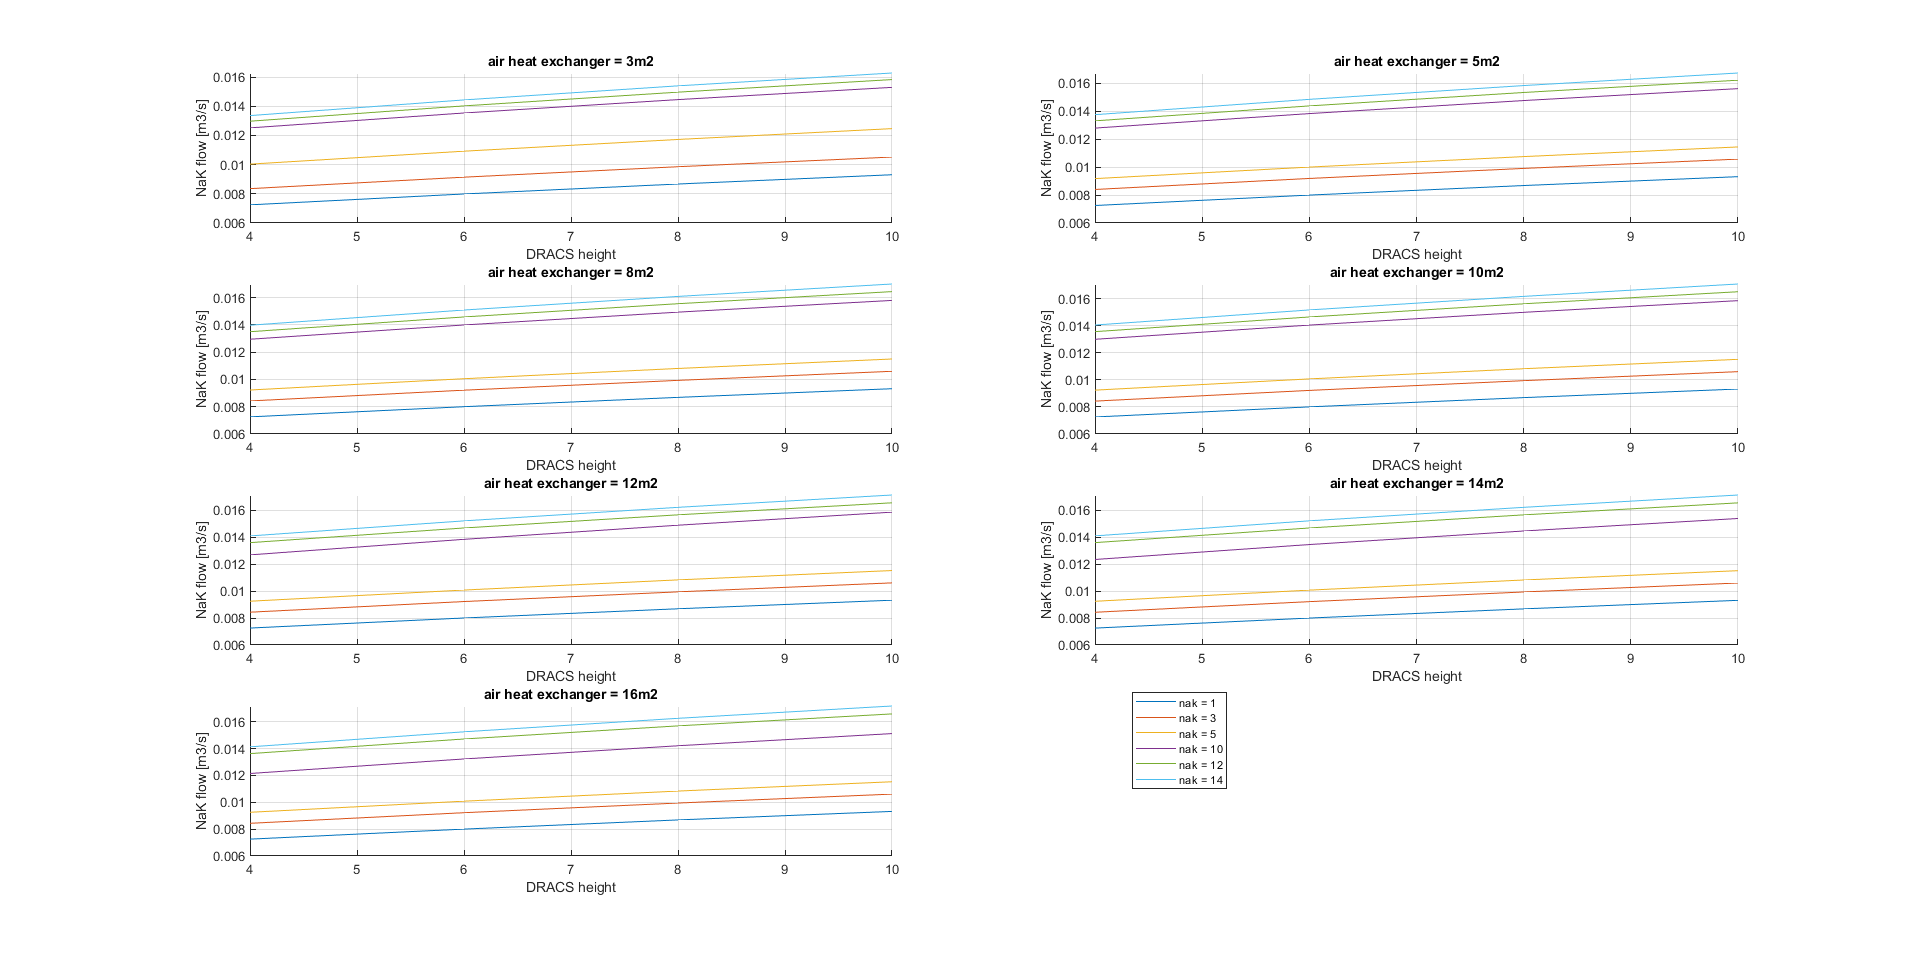 air heat exchanger = 3m2
NaK flow [m3/s]
0.016
0.014
0.012
0.01
0.008
0.006
4 5 6 7 8 9 10
DRACS height
air heat exchanger = 5m2
NaK flow [m3/s]
0.016
0.014
0.012
0.01
0.008
0.006
4 5 6 7 8 9 10
DRACS height
air heat exchanger = 8m2
NaK flow [m3/s]
0.016
0.014
0.012
0.01
0.008
0.006
4 5 6 7 8 9 10
DRACS height
air heat exchanger = 10m2
NaK flow [m3/s]
0.016
0.014
0.012
0.01
0.008
0.006
4 5 6 7 8 9 10
DRACS height
air heat exchanger = 12m2
NaK flow [m3/s]
0.016
0.014
0.012
0.01
0.008
0.006
4 5 6 7 8 9 10
DRACS height
air heat exchanger = 14m2
NaK flow [m3/s]
0.016
0.014
0.012
0.01
0.008
0.006
4 5 6 7 8 9 10
DRACS height
air heat exchanger = 16m2
NaK flow [m3/s]
0.016
0.014
0.012
0.01
0.008
0.006
4 5 6 7 8 9 10
DRACS height
nak = 1
nak = 3
nak = 5
nak = 10
nak = 12
nak = 14